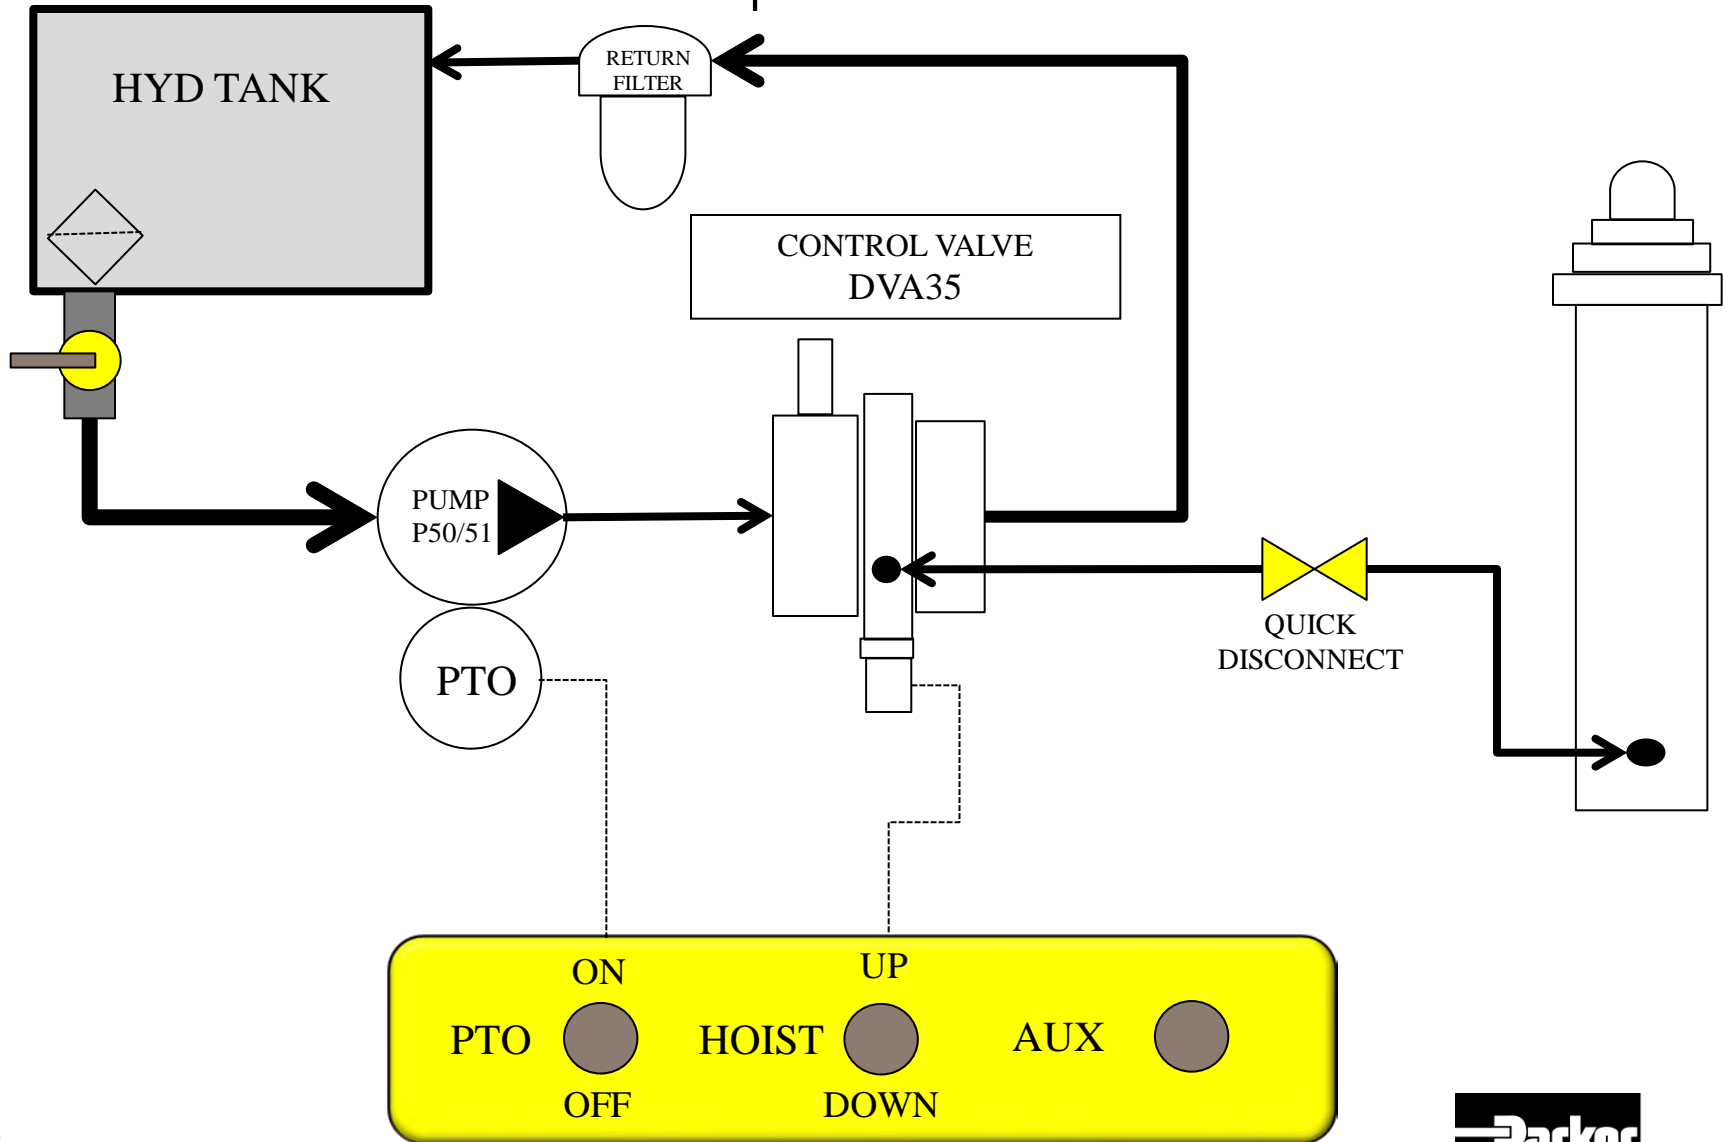 HYD TANK
RETURN
FILTER
CONTROL VALVE
DVA35
PUMP
P50/51
QUICK
DISCONNECT
PTO
ON
UP
PTO
HOIST
AUX
OFF
DOWN
Parker